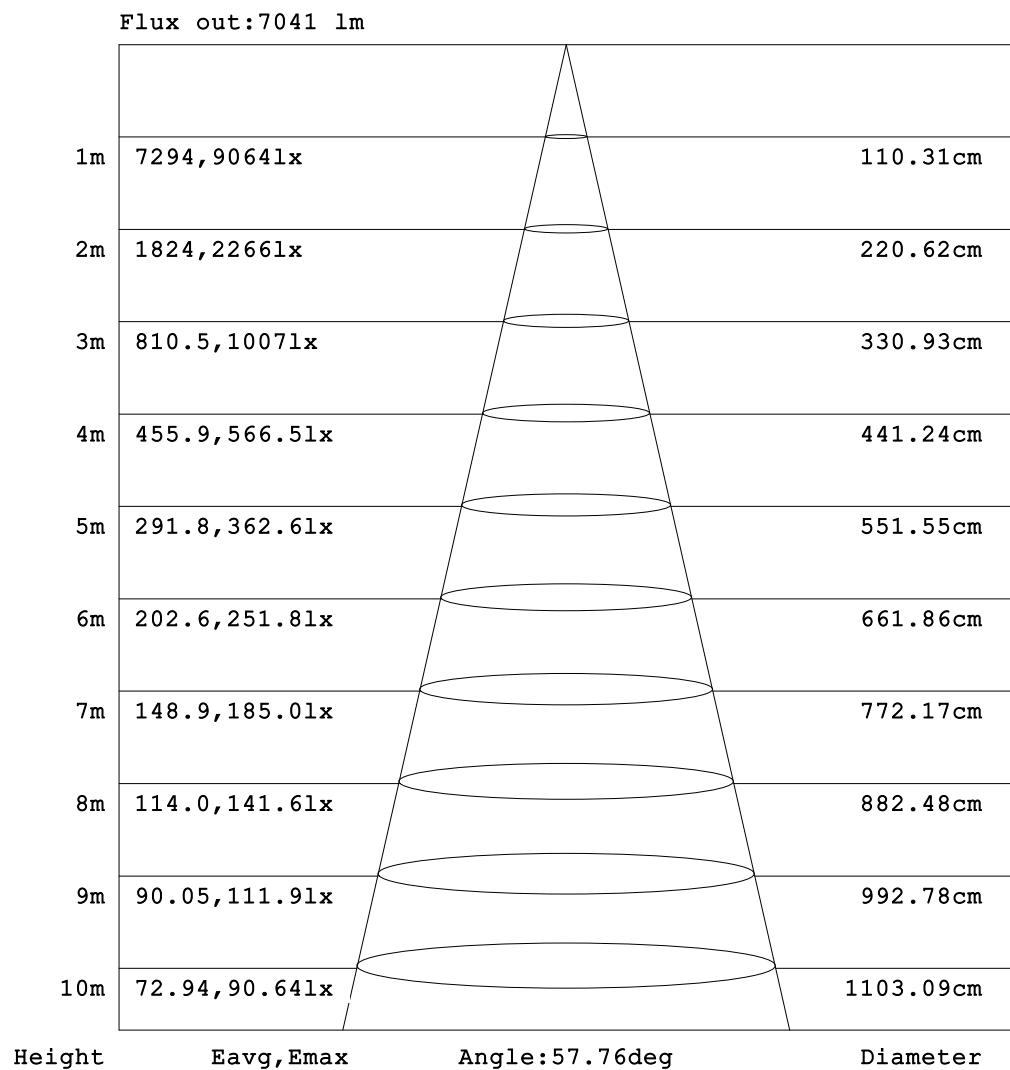 Flux out:7041 lm
1m 7294,9064lx 110.31cm
2m 1824,2266lx 220.62cm
3m 810.5,1007lx 330.93cm
4m 455.9,566.5lx 441.24cm
5m 291.8,362.6lx 551.55cm
6m 202.6,251.8lx 661.86cm
7m 148.9,185.0lx 772.17cm
8m 114.0,141.6lx 882.48cm
9m 90.05,111.9lx 992.78cm
10m 72.94,90.64lx 1103.09cm
Height Eavg,Emax Angle:57.76deg Diameter